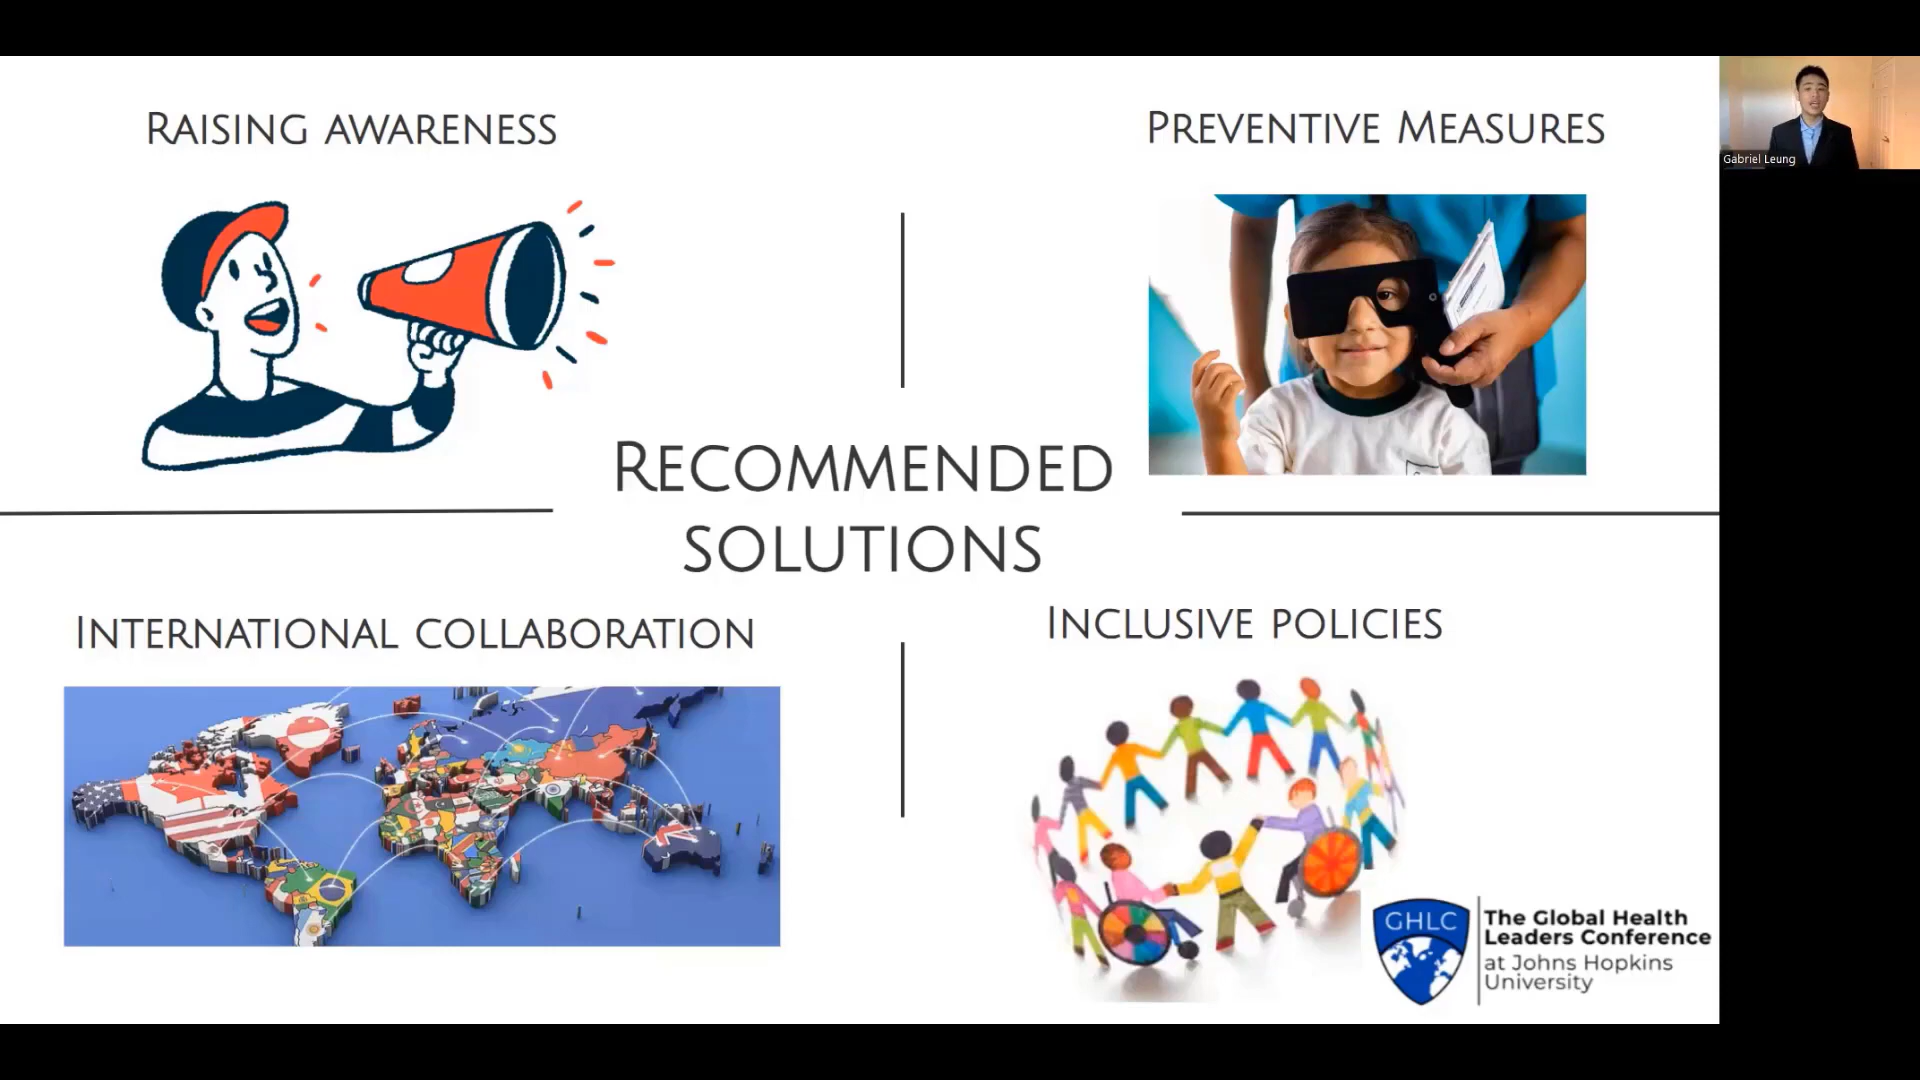 RAISING AWARENESS
PREVENTIVE MEASURES
Gabriel Leung
RECOMMENDED
SOLUTIONS
INTERNATIONAL COLLABORATION
INCLUSIVE POLICIES
GHLC
The Global Health
Leaders Conference
at Johns Hopkins
University